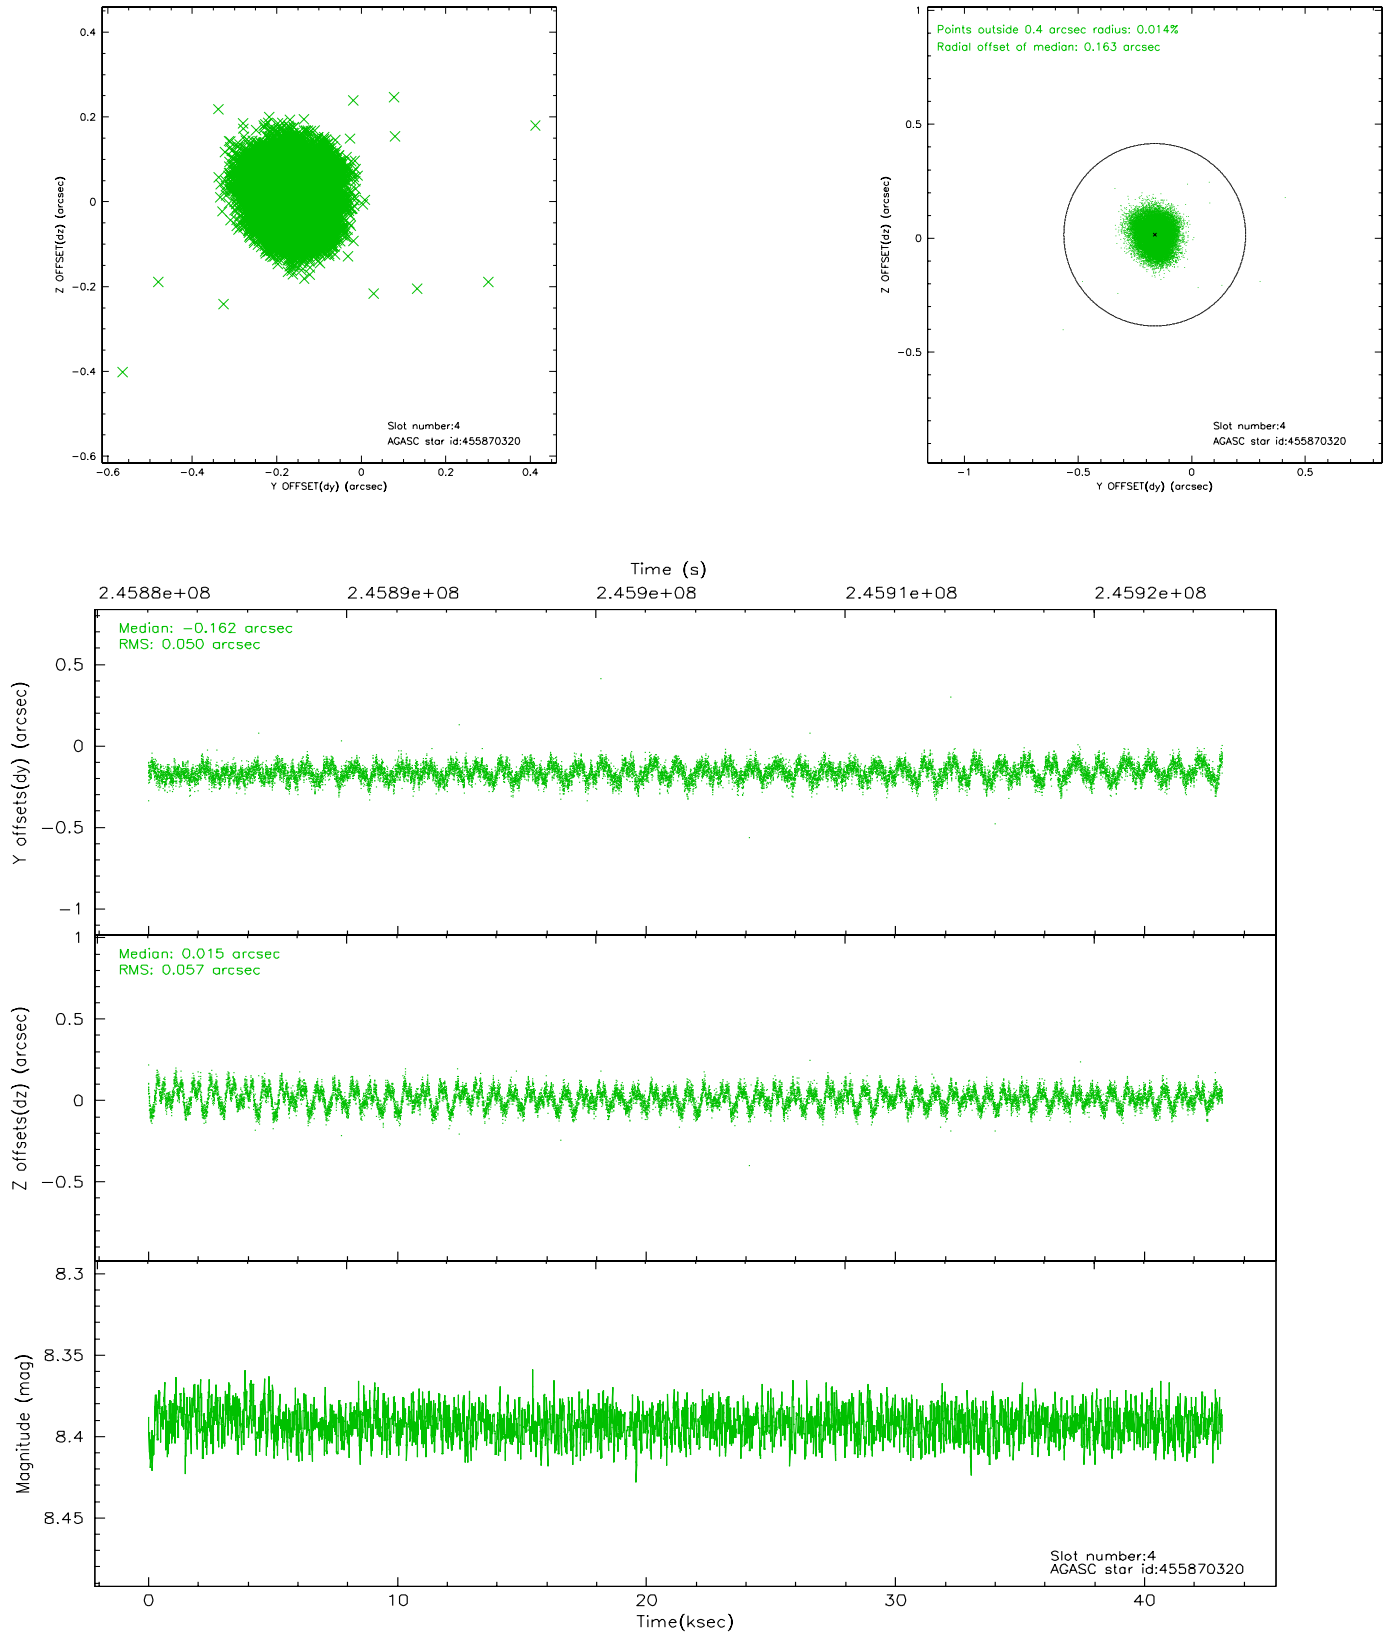 0.4
0.2
0
−0.2
−0.4
−0.6
Z OFFSET(dz) (arcsec)
−0.6 −0.4 −0.2 0 0.2 0.4
Y OFFSET(dy) (arcsec)
Slot number:4
AGASC star id:455870320
Points outside 0.4 arcsec radius: 0.014%
Radial offset of median: 0.163 arcsec
1
0.5
0
−0.5
Z OFFSET(dz) (arcsec)
−1 −0.5 0 0.5
Y OFFSET(dy) (arcsec)
Slot number:4
AGASC star id:455870320
Time (s)
2.4588e+08 2.4589e+08 2.459e+08 2.4591e+08 2.4592e+08
Median: −0.162 arcsec
RMS: 0.050 arcsec
0.5
0
−0.5
−1
Y offsets(dy) (arcsec)
Median: 0.015 arcsec
RMS: 0.057 arcsec
1
0.5
0
−0.5
Z offsets(dz) (arcsec)
8.3
8.35
8.4
8.45
Magnitude (mag)
Slot number:4
AGASC star id:455870320
0 10 20 30 40
Time(ksec)